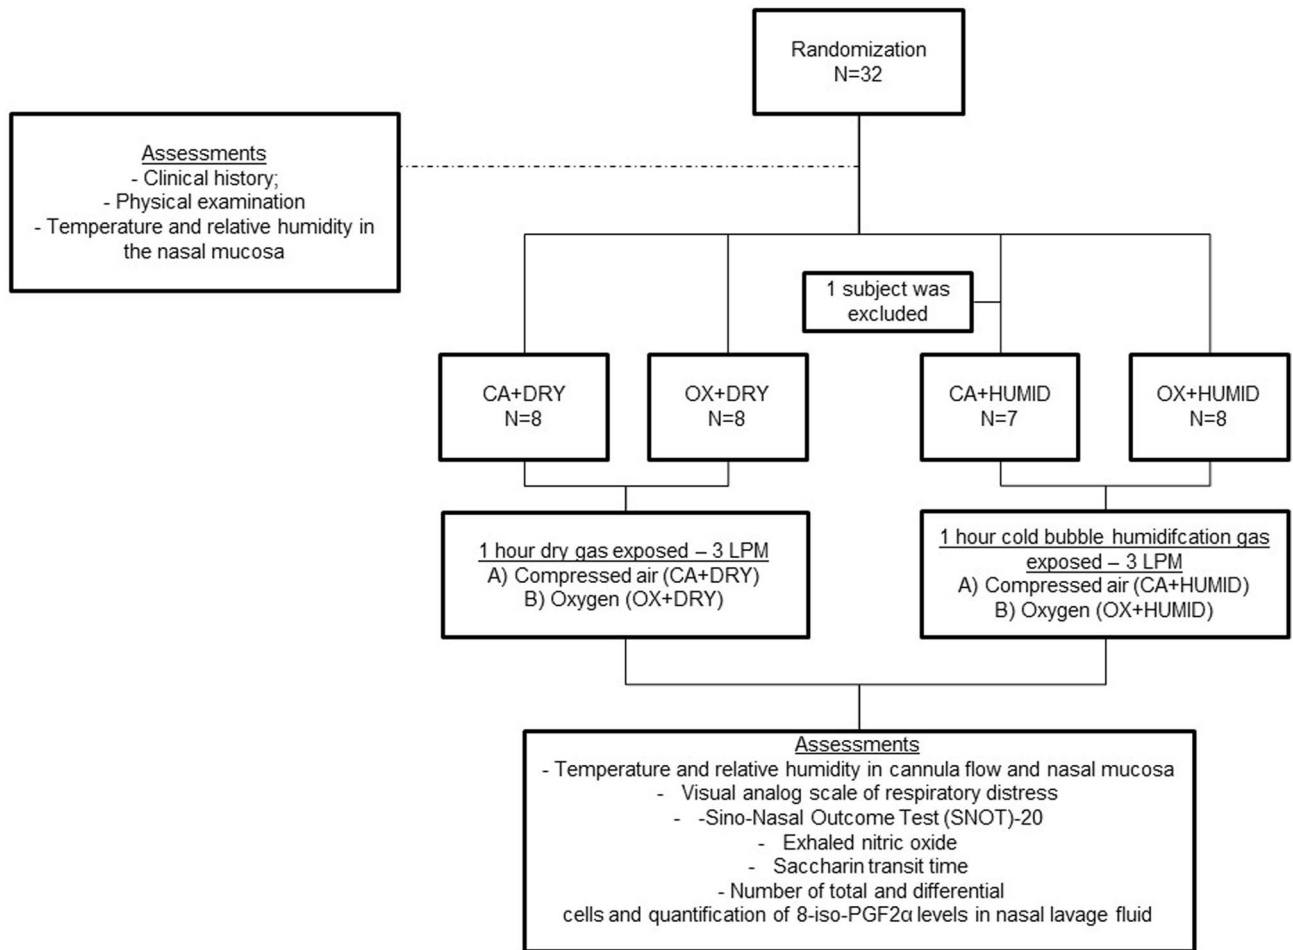 Randomization
N=32
Assessments
- Clinical history;
- Physical examination
- Temperature and relative humidity in
the nasal mucosa
1 subject was
excluded
CA+DRY
N=8
OX+DRY
N=8
CA+HUMID
N=7
OX+HUMID
N=8
1 hour dry gas exposed – 3 LPM
A) Compressed air (CA+DRY)
B) Oxygen (OX+DRY)
1 hour cold bubble humidifcation gas
exposed – 3 LPM
A) Compressed air (CA+HUMID)
B) Oxygen (OX+HUMID)
Assessments
- Temperature and relative humidity in cannula flow and nasal mucosa
- Visual analog scale of respiratory distress
- -Sino-Nasal Outcome Test (SNOT)-20
- Exhaled nitric oxide
- Saccharin transit time
- Number of total and differential
cells and quantification of 8-iso-PGF2α levels in nasal lavage fluid